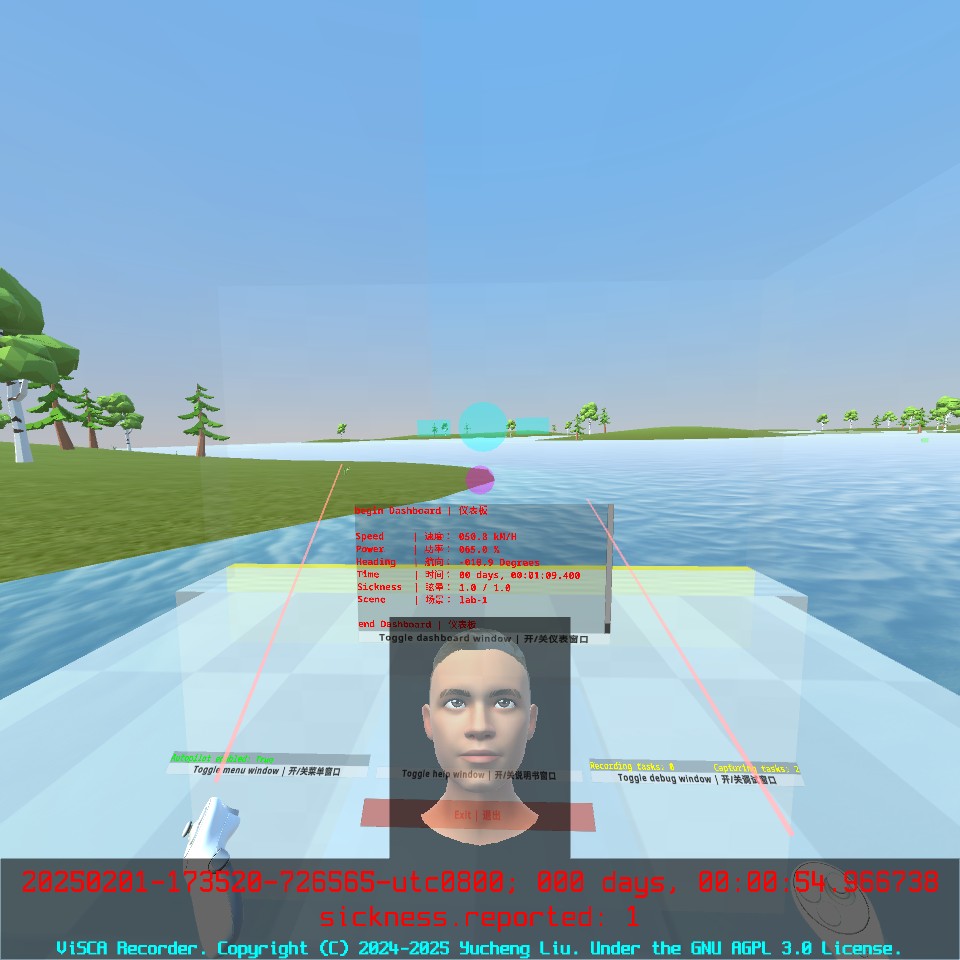 Begin Dashboard | 仪表板
Speed | 速度: 060.8 kM/H
Power | 功率: 065.0 %
Heading | 航向: -018.9 Degrees
Time | 时间: 00 days, 00:01:09.400
Sickness | 眩晕: 1.0 / 1.0
Scene | 场景: lab-1
end Dashboard | 仪表板
Toggle dashboard window | 开/关仪表窗口
Autopilot enabled: True
Toggle menu window | 开/关菜单窗口
Toggle help window | 开/关说明书窗口
Recording tasks: 0 Capturing tasks: 2
Toggle debug window | 开/关调试窗口
Exit | 退出
20250201-173520-726565-utc0800; 000 days, 00:00:54.966738
sickness.reported: 1
ViSCA Recorder. Copyright (C) 2024-2025 Yucheng Liu. Under the GNU AGPL 3.0 License.